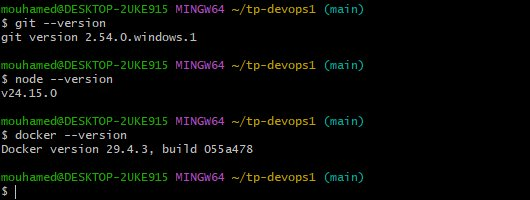 mouhamed@DESKTOP-2UKE915 MINGW64 ~/tp-devops1 (main)
$ git --version
git version 2.54.0.windows.1
mouhamed@DESKTOP-2UKE915 MINGW64 ~/tp-devops1 (main)
$ node --version
v24.15.0
mouhamed@DESKTOP-2UKE915 MINGW64 ~/tp-devops1 (main)
$ docker --version
Docker version 29.4.3, build 055a478
mouhamed@DESKTOP-2UKE915 MINGW64 ~/tp-devops1 (main)
$